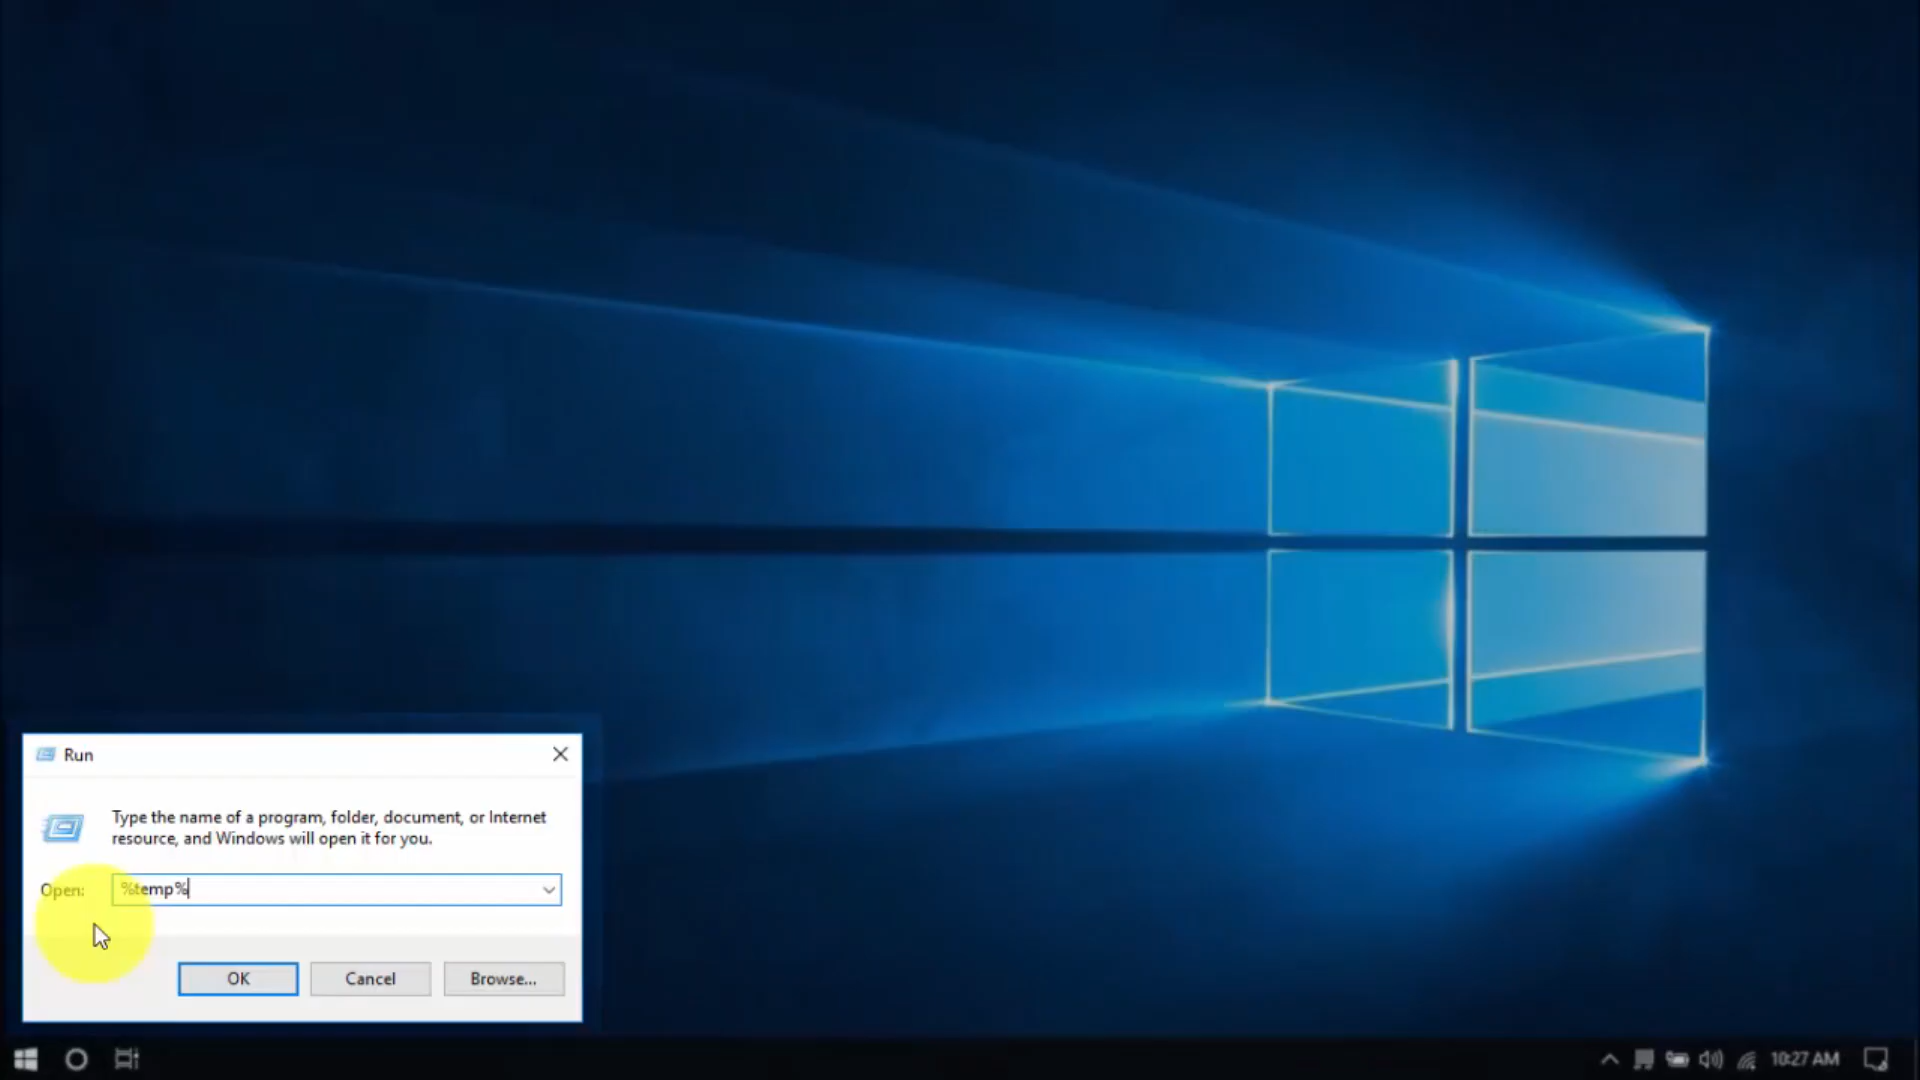 Run
Type the name of a program, folder, document, or Internet
resource, and Windows will open it for you.
Open: %temp%
OK Cancel Browse...
10:27 AM